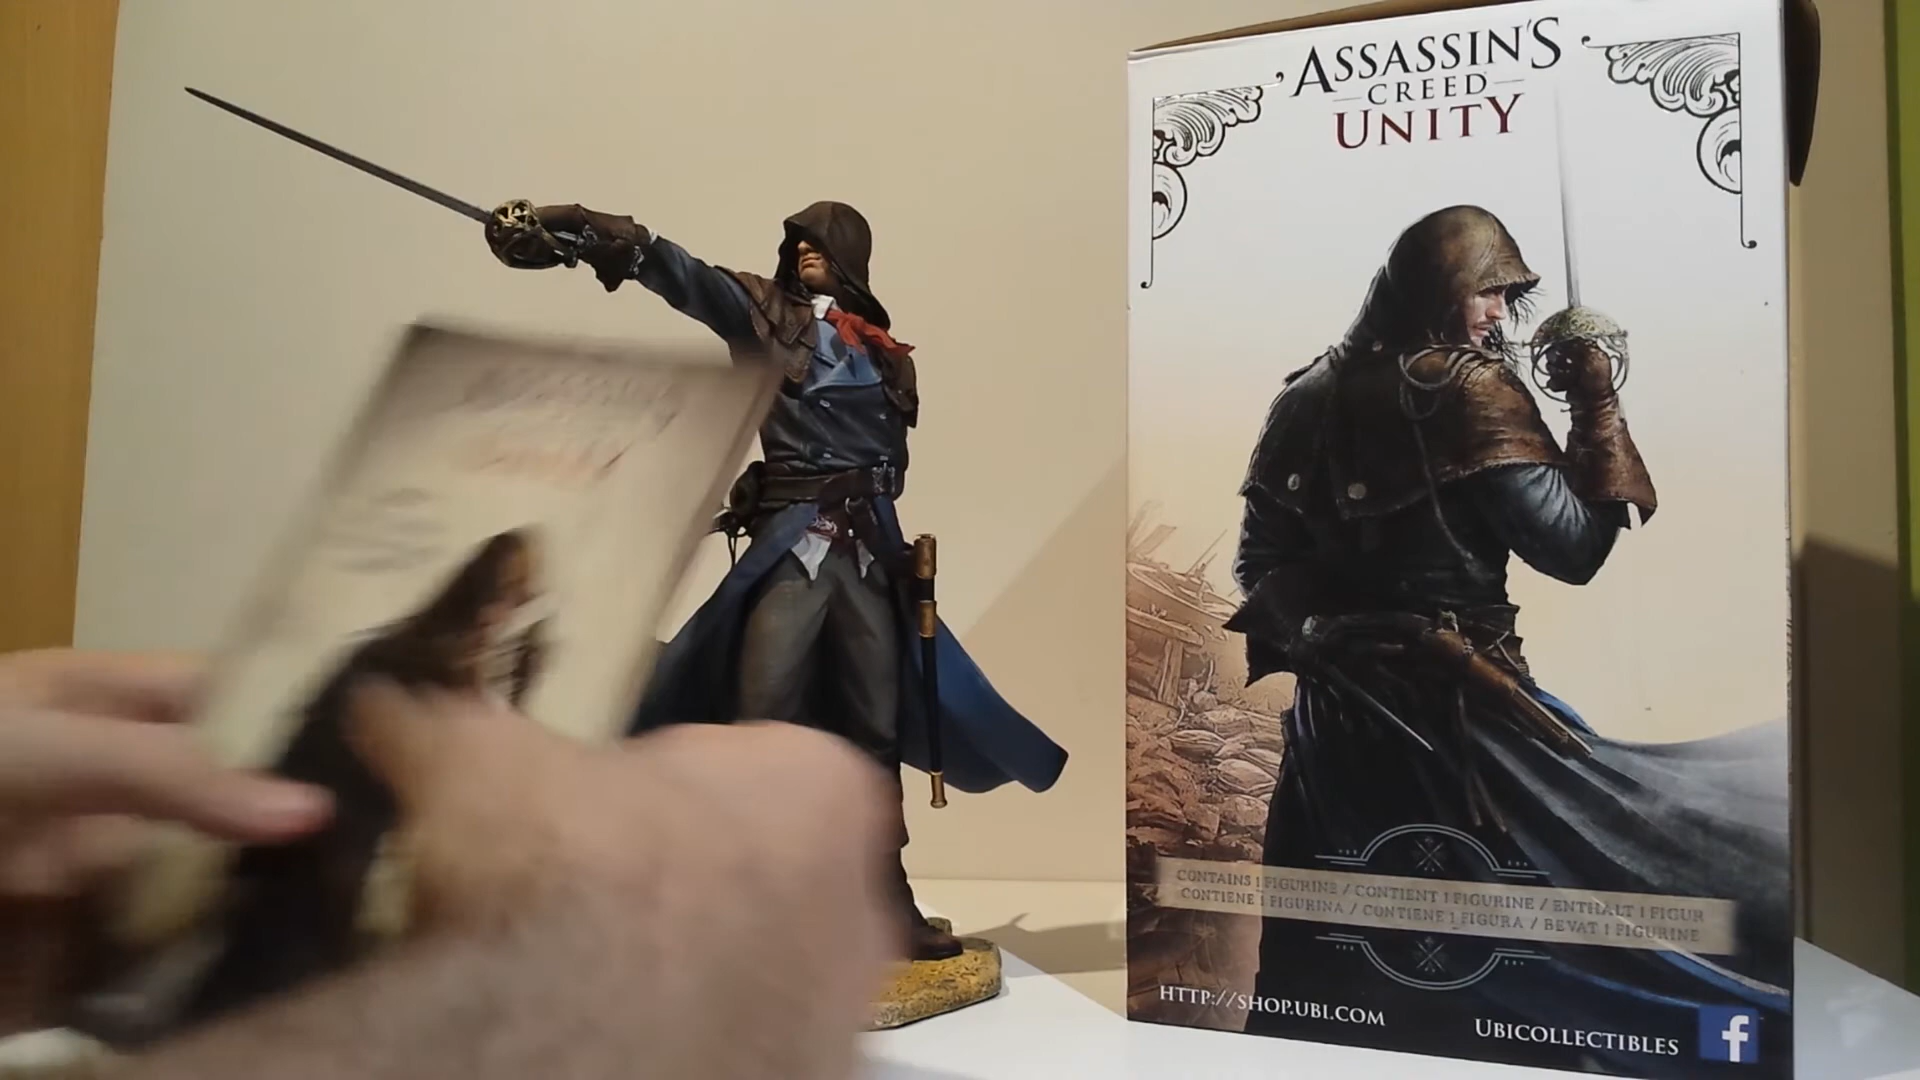 ASSASSIN'S
CREED
UNITY
CONTAINS 1 FIGURINE / CONTIENT 1 FIGURINE / ENTHALT 1 FIGUR
CONTIENE 1 FIGURINA / CONTIENE 1 FIGURA / BEVAT 1 FIGURINE
HTTP://SHOP.UBI.COM
UBICOLLECTIBLES
f